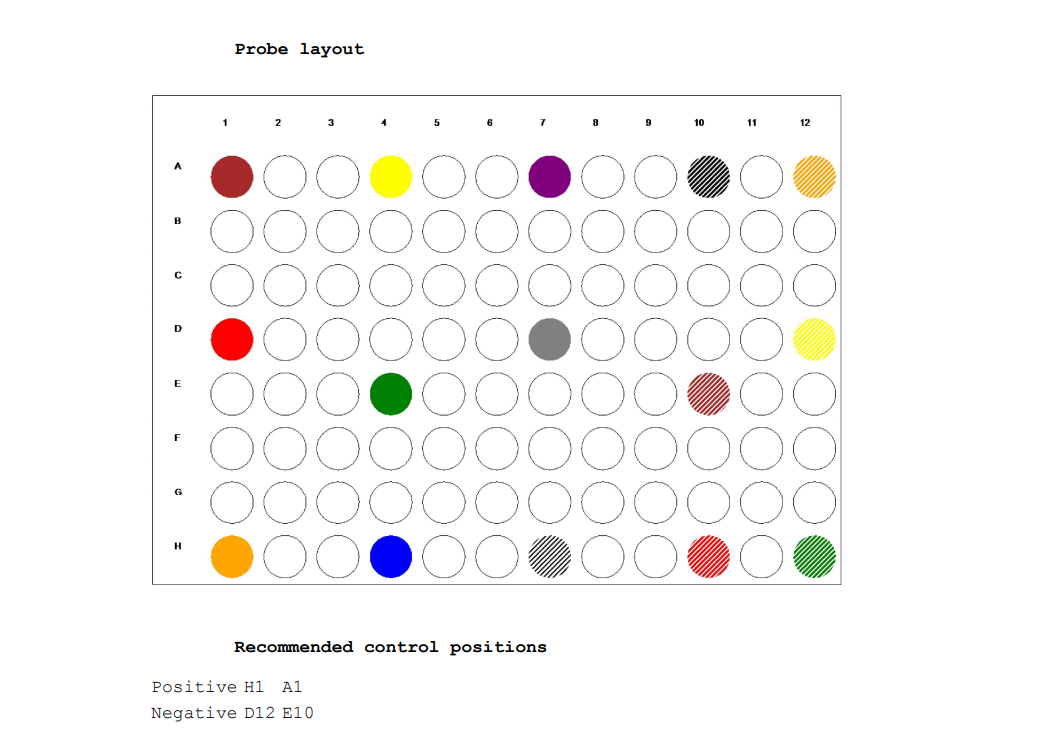 Probe layout
1 2 3 4 5 6 7 8 9 10 11 12
A
B
C
D
E
F
G
H
Recommended control positions
Positive H1 A1
Negative D12 E10